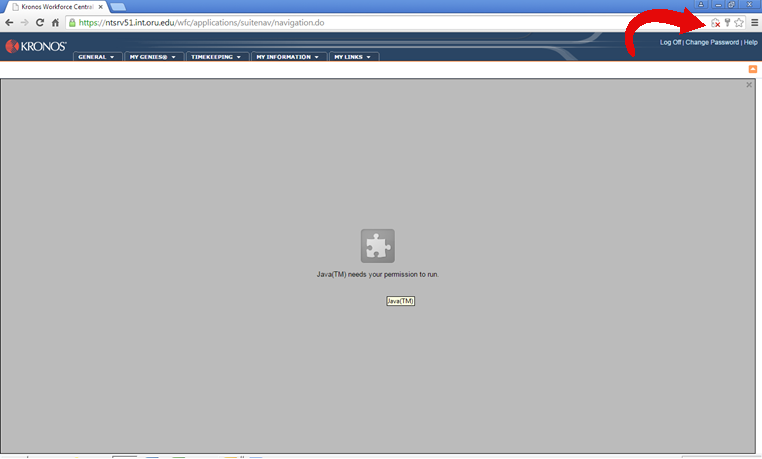 Kronos Workforce Central
https://ntsrv51.int.oru.edu/wfc/applications/suitenav/navigation.do
KRONOS®
Log Off | Change Password | Help
GENERAL
MY GENIES®
TIMEKEEPING
MY INFORMATION
MY LINKS
Java(TM) needs your permission to run.
Java(TM)